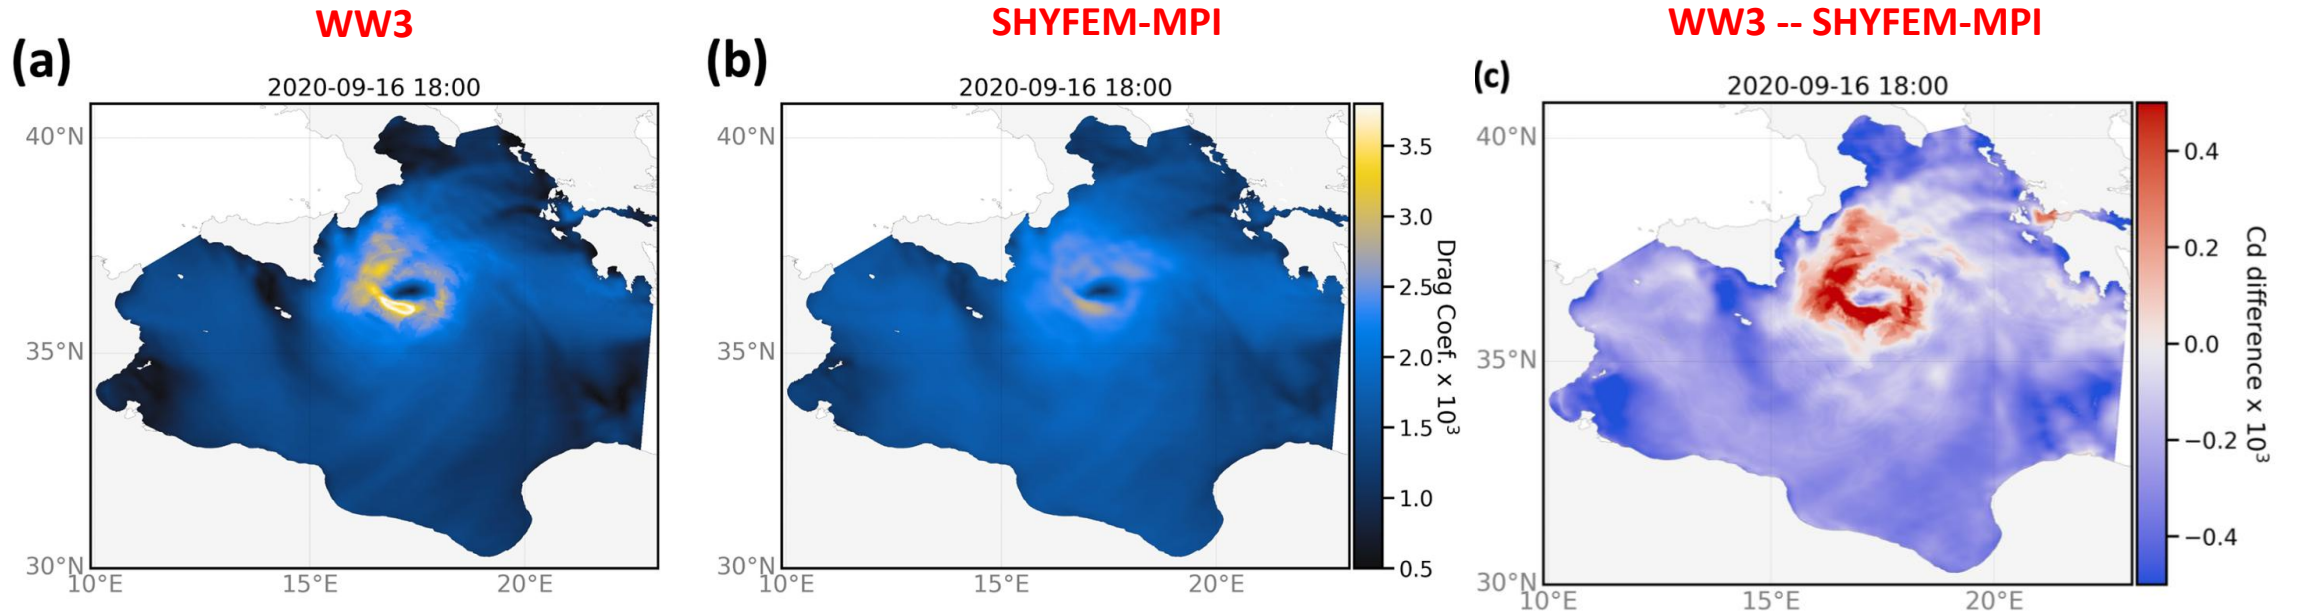 WW3
(a)
2020-09-16 18:00
40°N
35°N
30°N
10°E
15°E
20°E
SHYFEM-MPI
(b)
2020-09-16 18:00
40°N
35°N
30°N
10°E
15°E
20°E
3.5
3.0
2.5
2.0
1.5
1.0
0.5
Drag Coef. x 10³
WW3 -- SHYFEM-MPI
(c)
2020-09-16 18:00
40°N
35°N
30°N
10°E
15°E
20°E
0.4
0.2
0.0
−0.2
−0.4
Cd difference x 10³